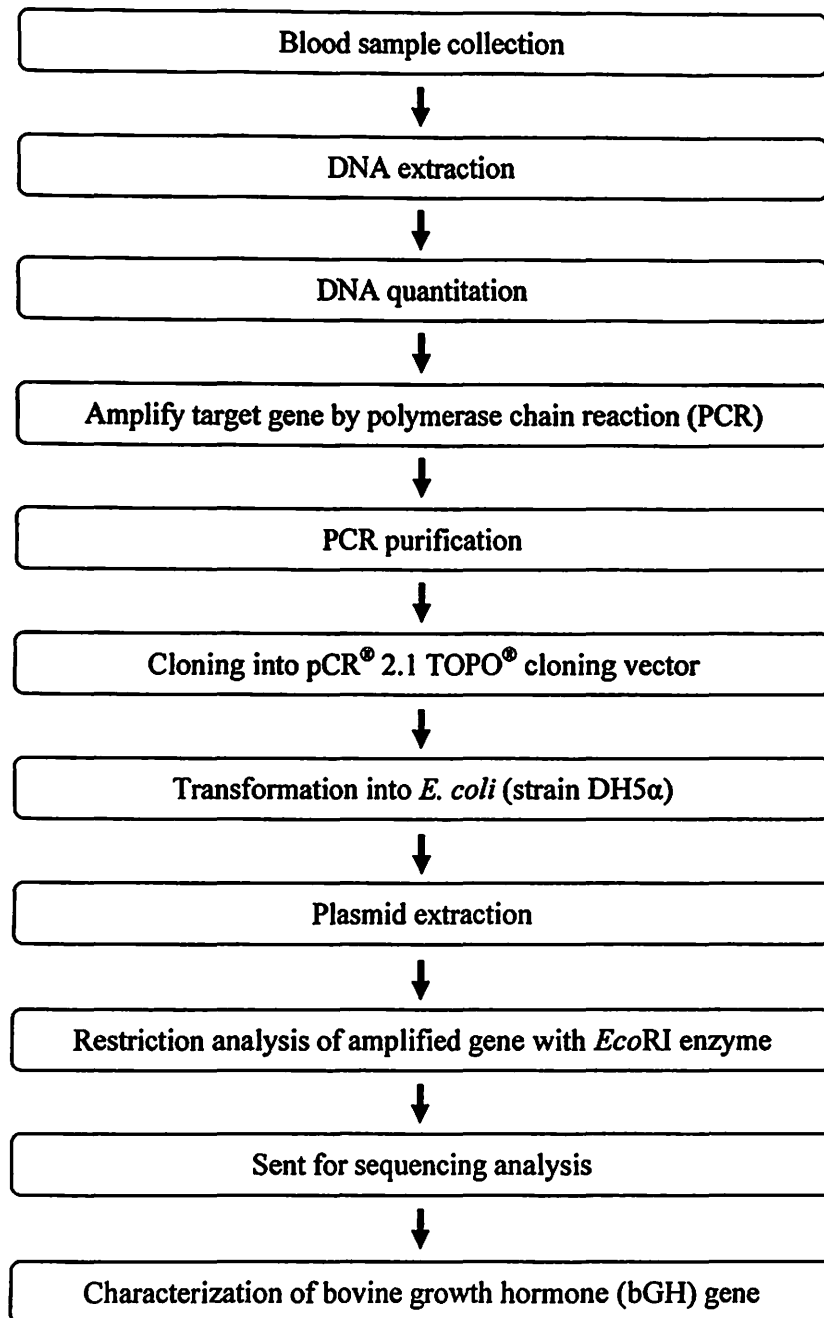 Blood sample collection
DNA extraction
DNA quantitation
Amplify target gene by polymerase chain reaction (PCR)
PCR purification
Cloning into pCR® 2.1 TOPO® cloning vector
Transformation into E. coli (strain DH5α)
Plasmid extraction
Restriction analysis of amplified gene with EcoRI enzyme
Sent for sequencing analysis
Characterization of bovine growth hormone (bGH) gene